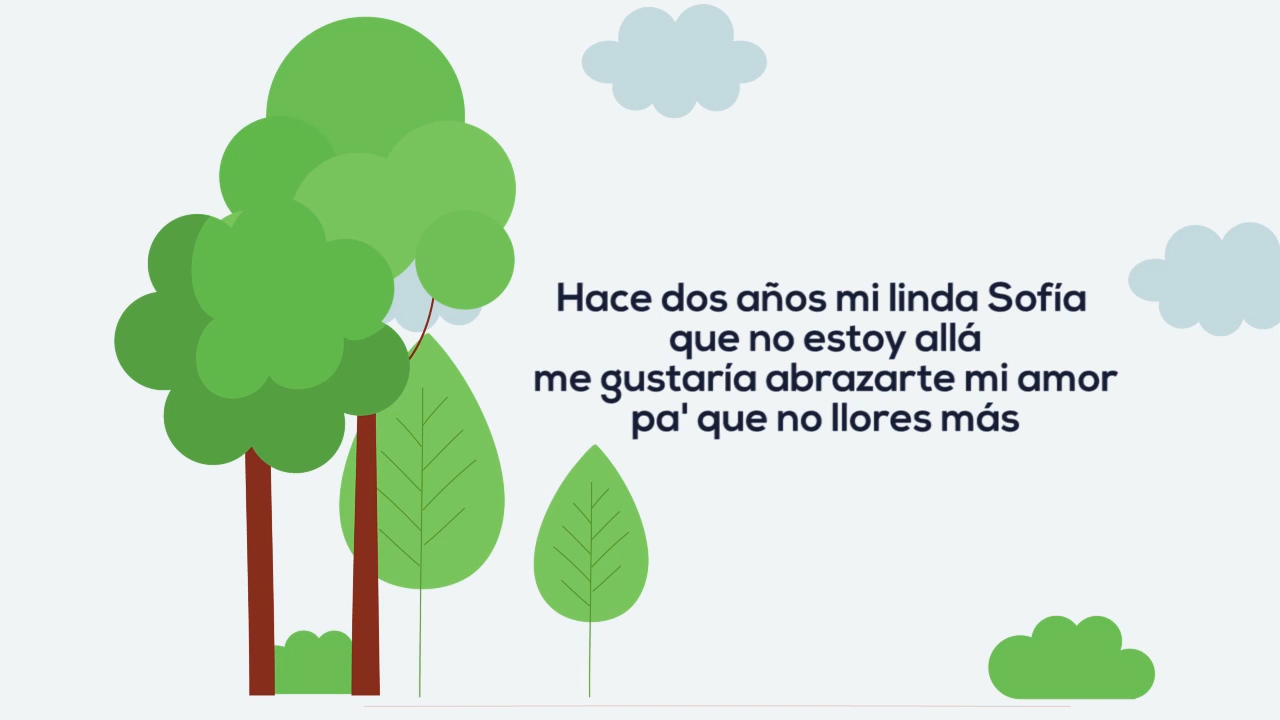 Hace dos años mi linda Sofía
que no estoy allá
me gustaría abrazarte mi amor
pa' que no llores más